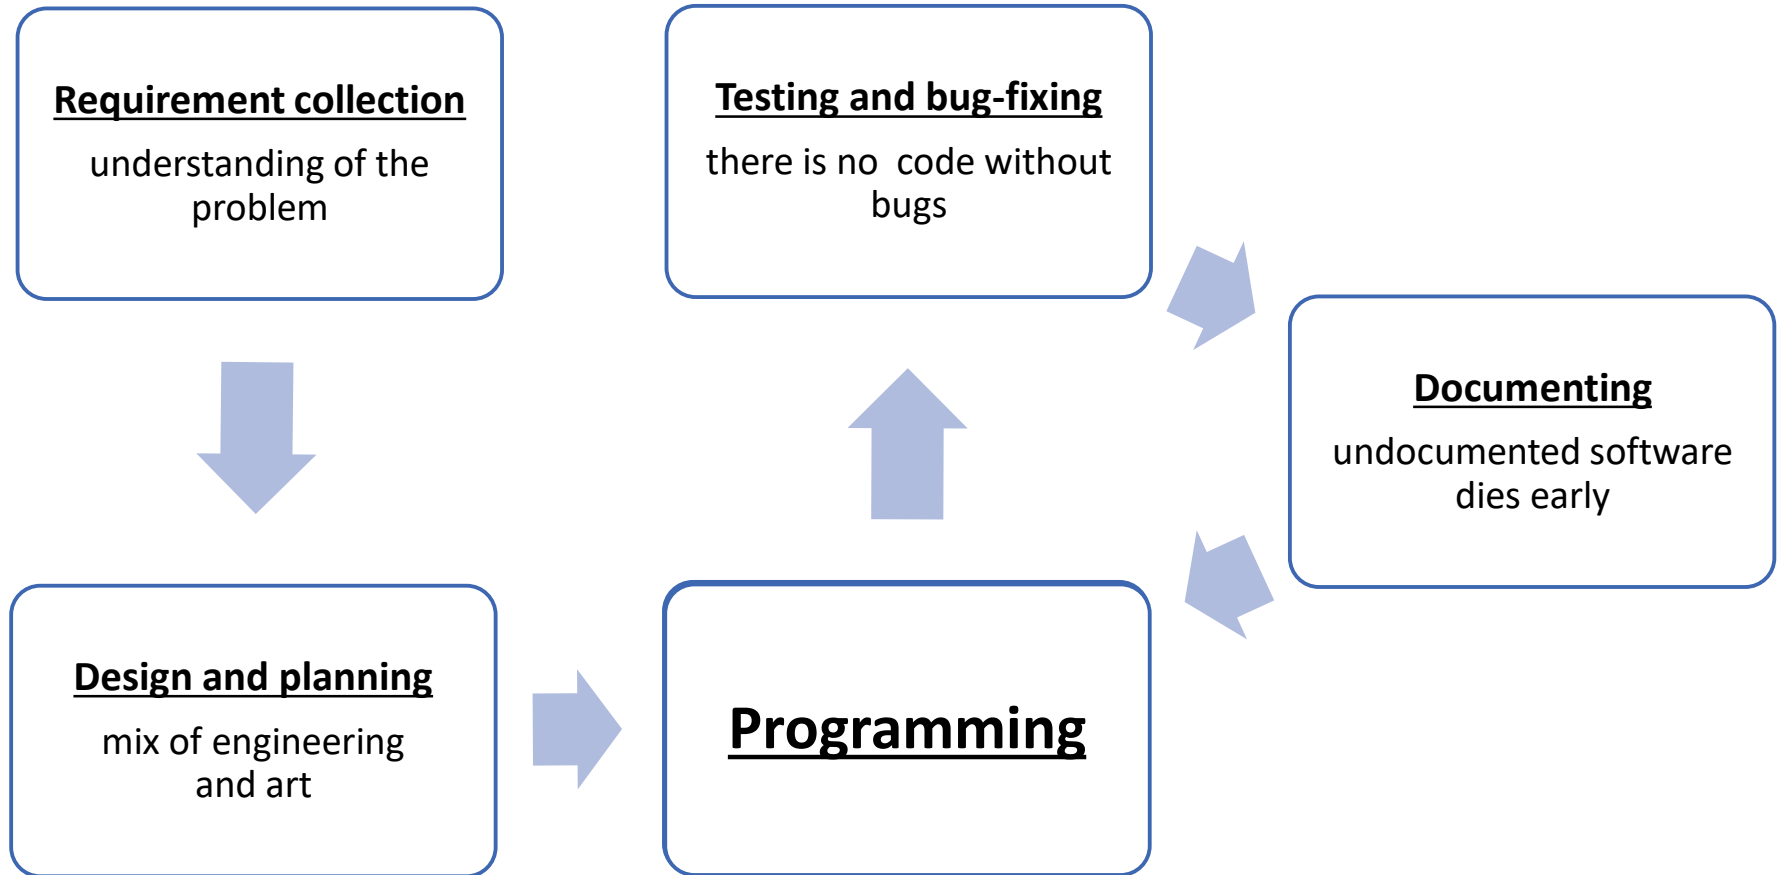 Requirement collection
understanding of the
problem
Design and planning
mix of engineering
and art
Programming
Testing and bug-fixing
there is no  code without
bugs
Documenting
undocumented software
dies early